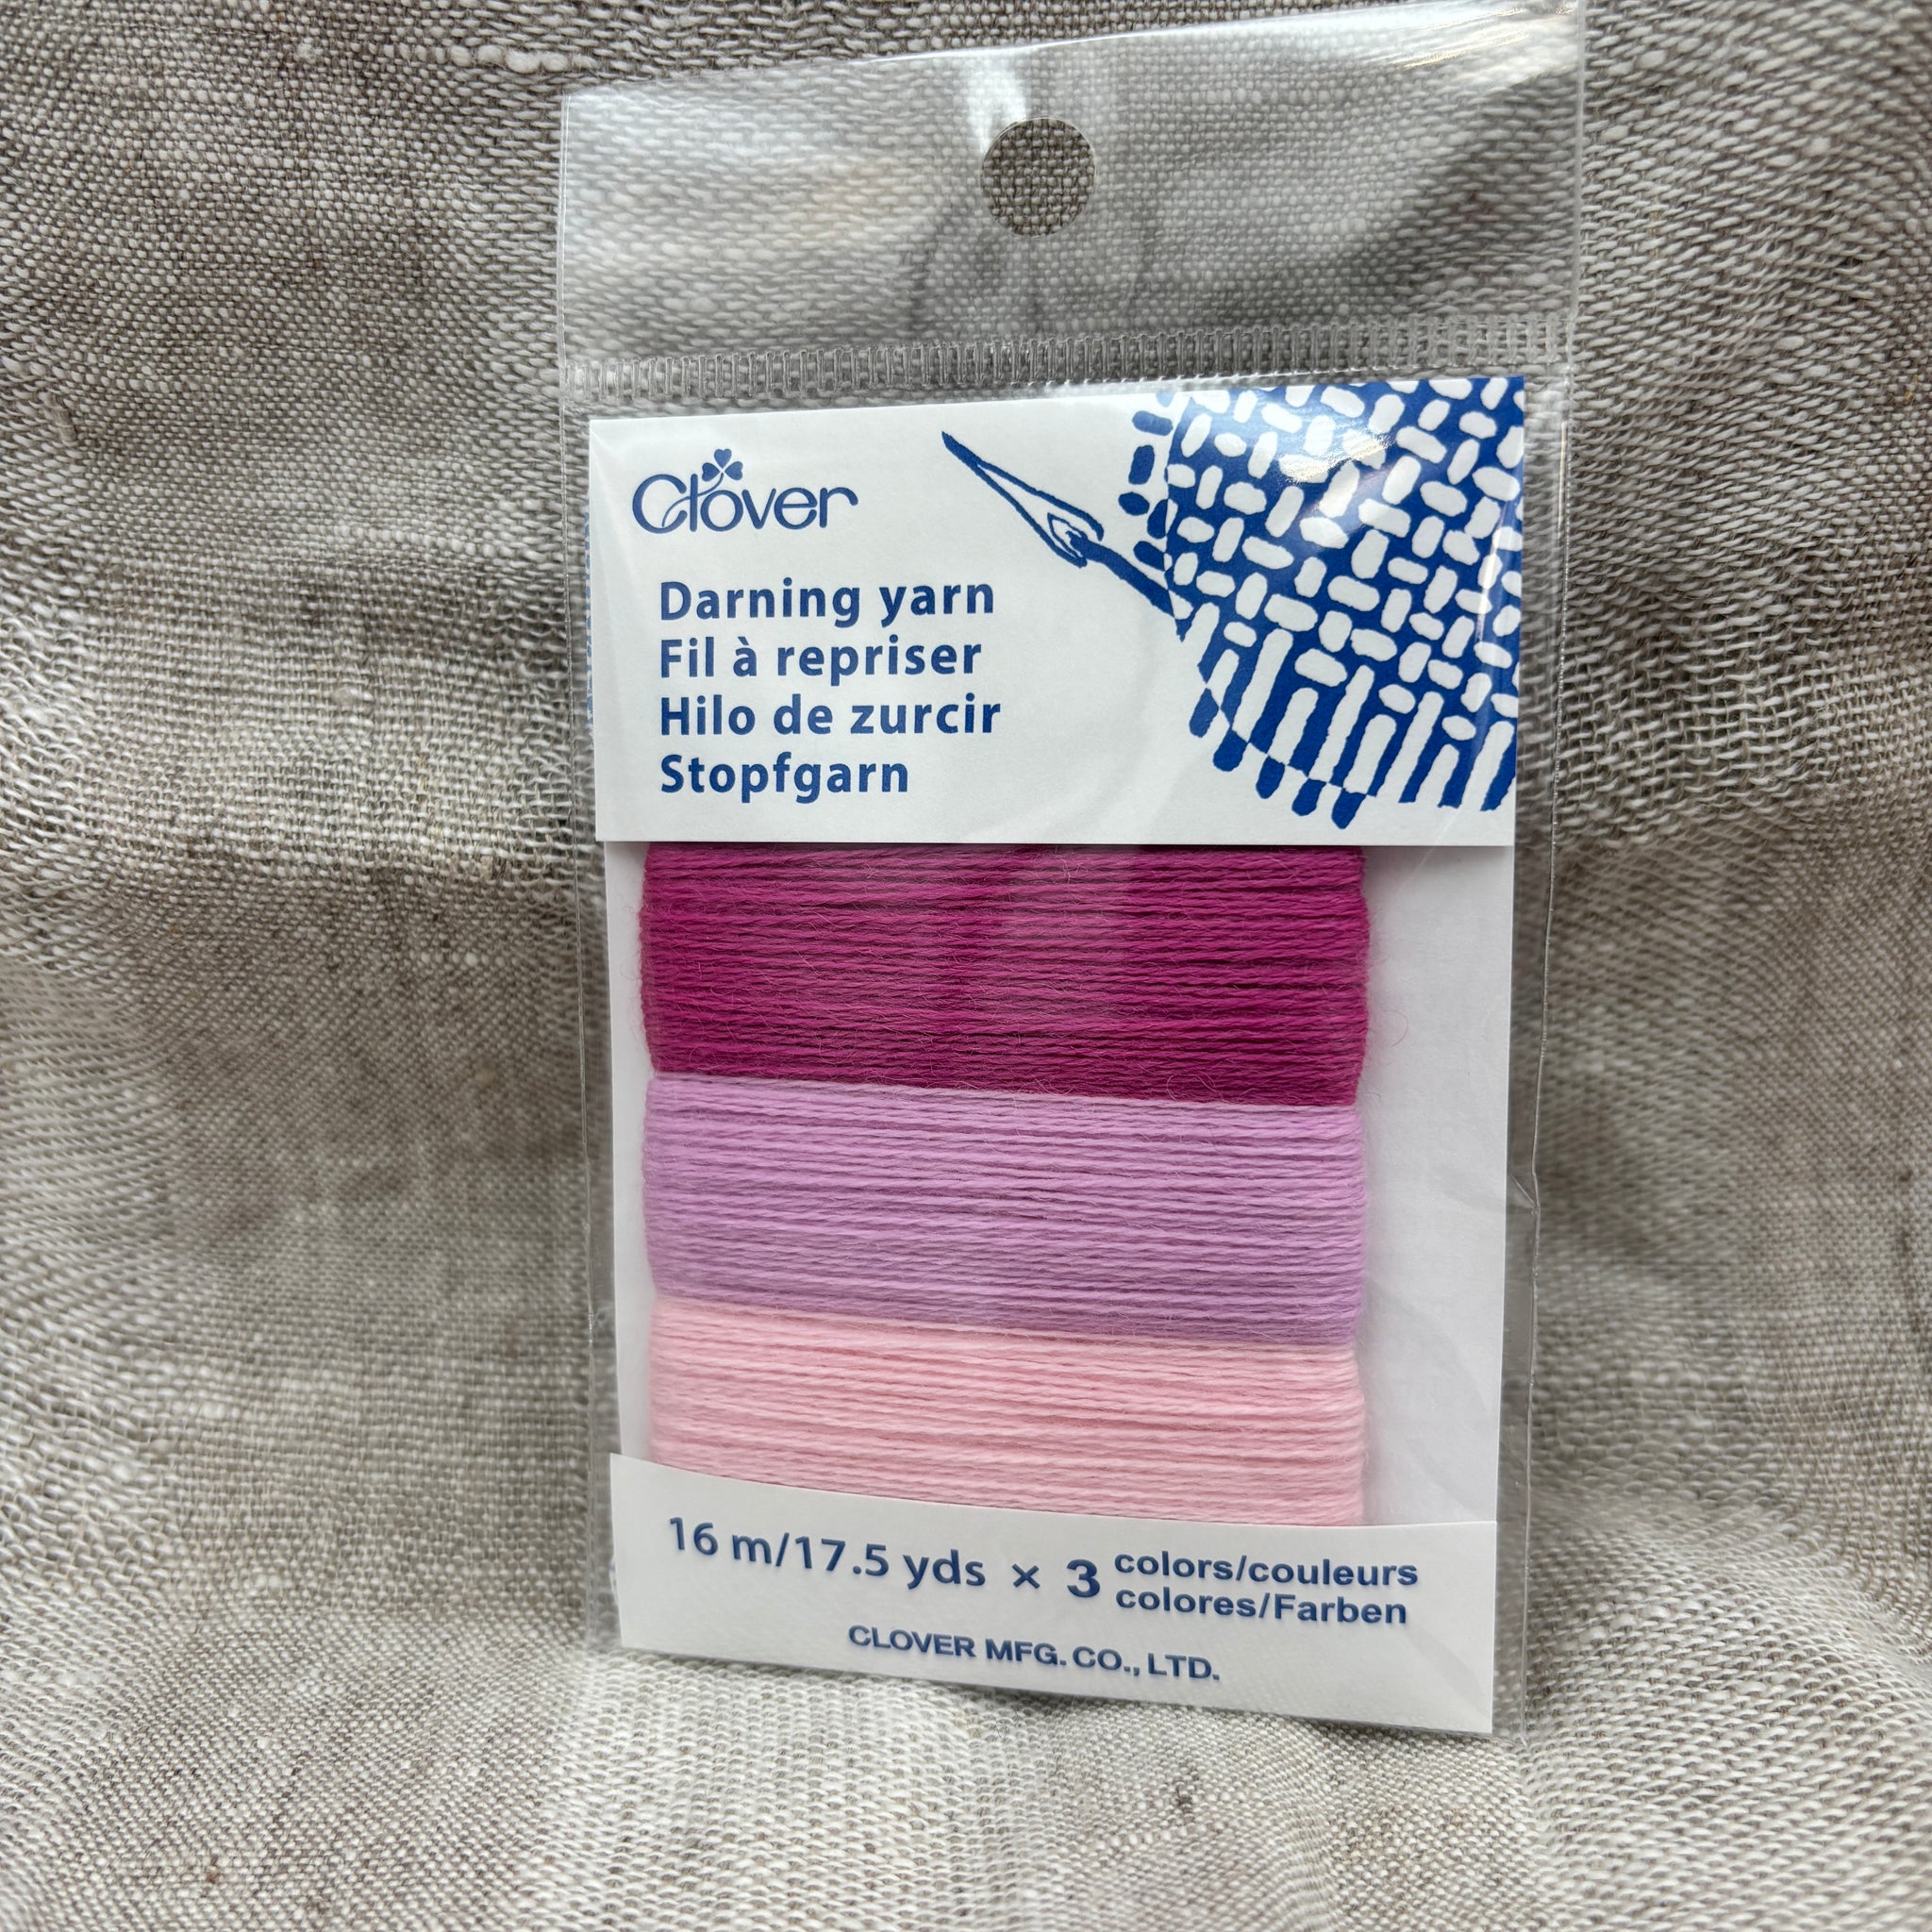 Clover
Darning yarn
Fil à repriser
Hilo de zurcir
Stopfgarn
16 m/17.5 yds × 3 colors/couleurs
colores/Farben
CLOVER MFG. CO., LTD.